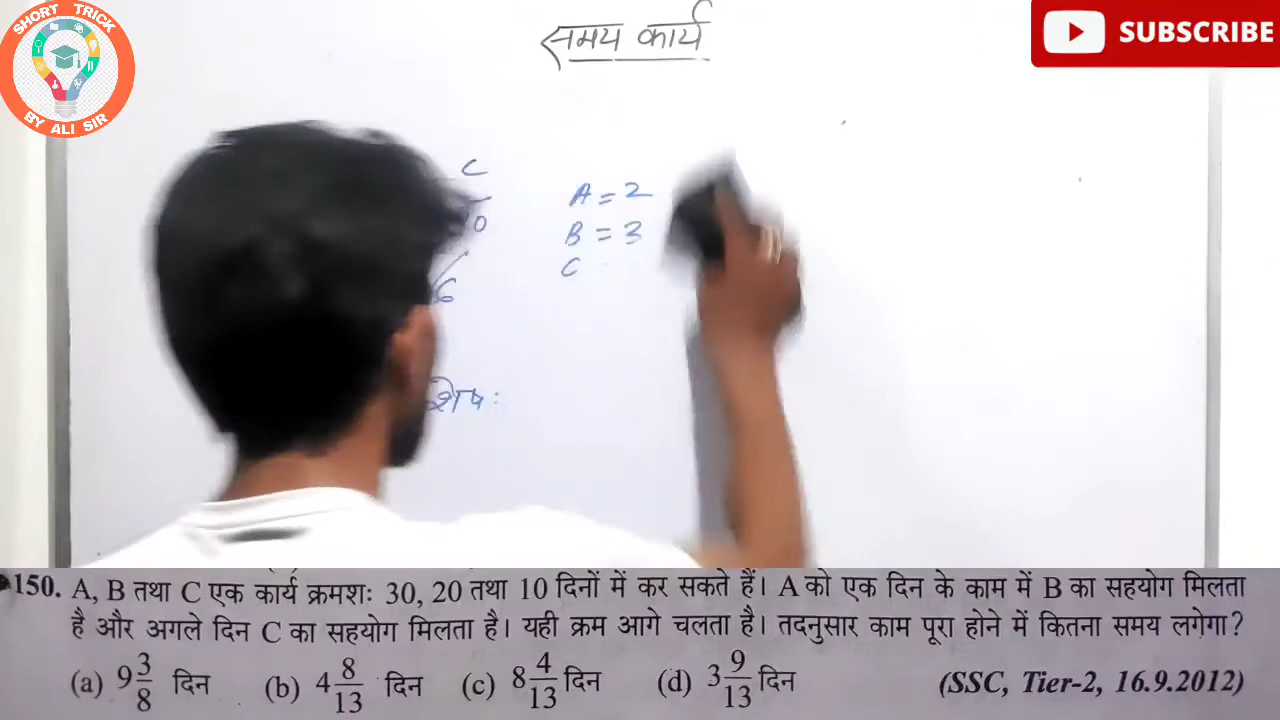 SHORT TRICK
BY ALI SIR
SUBSCRIBE
समय कार्य
C
10
6
A = 2
B = 3
C
शेषः
150. A, B तथा C एक कार्य क्रमशः 30, 20 तथा 10 दिनों में कर सकते हैं। A को एक दिन के काम में B का सहयोग मिलता
है और अगले दिन C का सहयोग मिलता है। यही क्रम आगे चलता है। तदनुसार काम पूरा होने में कितना समय लगेगा?
(a) 9 3/8 दिन (b) 4 8/13 दिन (c) 8 4/13 दिन (d) 3 9/13 दिन (SSC, Tier-2, 16.9.2012)